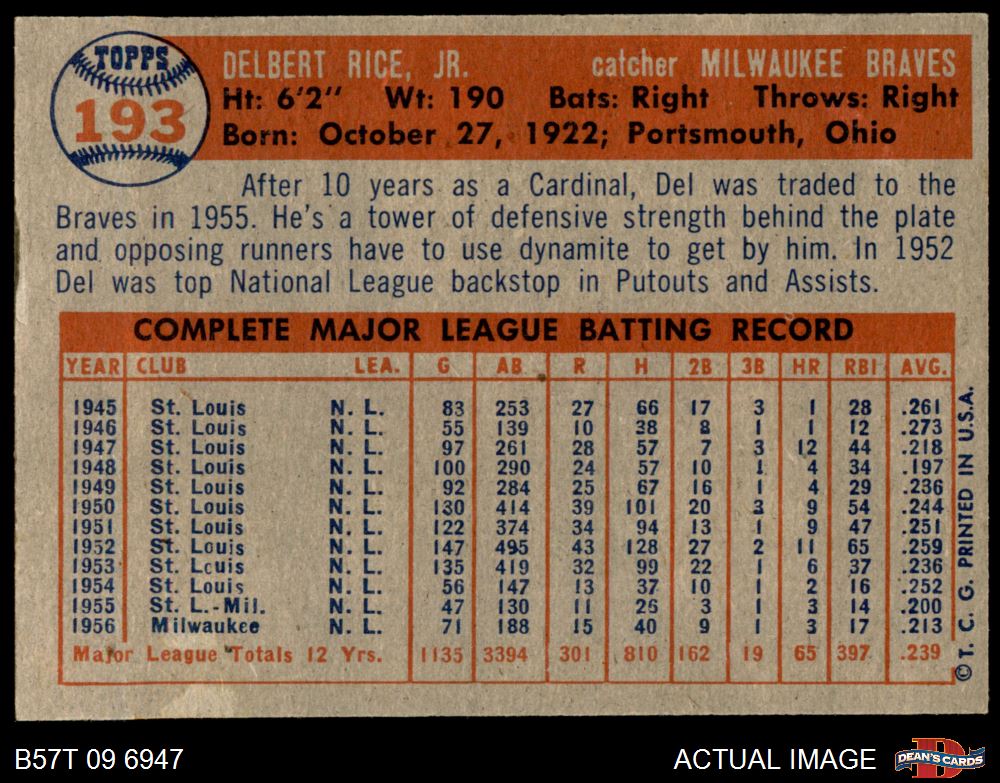 TOPPS
193
DELBERT RICE, JR. catcher MILWAUKEE BRAVES
Ht: 6'2" Wt: 190 Bats: Right Throws: Right
Born: October 27, 1922; Portsmouth, Ohio
After 10 years as a Cardinal, Del was traded to the
Braves in 1955. He's a tower of defensive strength behind the plate
and opposing runners have to use dynamite to get by him. In 1952
Del was top National League backstop in Putouts and Assists.
COMPLETE MAJOR LEAGUE BATTING RECORD
YEAR CLUB LEA. G AB R H 2B 3B HR RBI AVG.
1945 St. Louis N. L. 83 253 27 66 17 3 1 28 .261
1946 St. Louis N. L. 55 139 10 38 8 1 1 12 .273
1947 St. Louis N. L. 97 261 28 57 7 3 12 44 .218
1948 St. Louis N. L. 100 290 24 57 10 1 4 34 .197
1949 St. Louis N. L. 92 284 25 67 16 1 4 29 .236
1950 St. Louis N. L. 130 414 39 101 20 3 9 54 .244
1951 St. Louis N. L. 122 374 34 94 13 1 9 47 .251
1952 St. Louis N. L. 147 495 43 128 27 2 11 65 .259
1953 St. Louis N. L. 135 419 32 99 22 1 6 37 .236
1954 St. Louis N. L. 56 147 13 37 10 1 2 16 .252
1955 St. L.-Mil. N. L. 47 130 11 26 3 1 3 14 .200
1956 Milwaukee N. L. 71 188 15 40 9 1 3 17 .213
Major League Totals 12 Yrs. 1135 3394 301 810 162 19 65 397 .239
© T. C. G. PRINTED IN U.S.A.
B57T 09 6947
ACTUAL IMAGE
D
DEAN'S CARDS